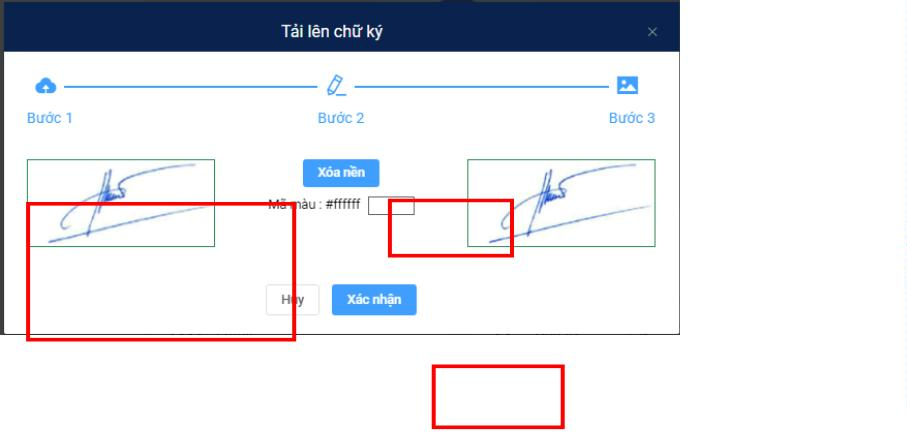 Tải lên chữ ký
Bước 1
Bước 2
Bước 3
Xóa nền
Mã màu : #ffffff
Hủy
Xác nhận